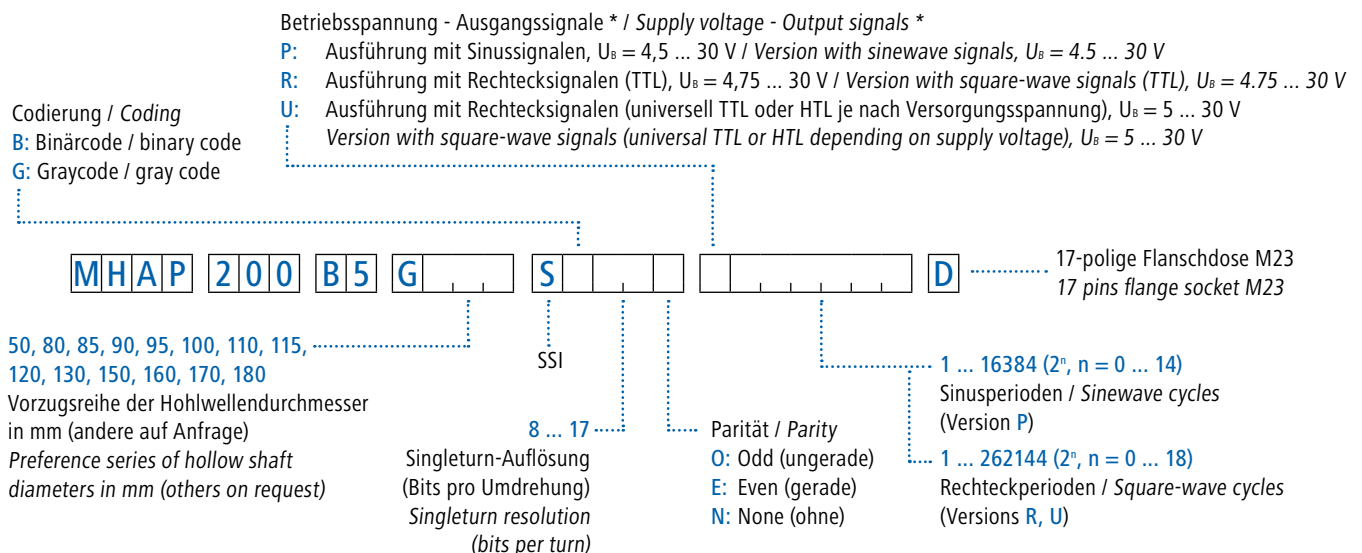 Betriebsspannung - Ausgangssignale * / Supply voltage - Output signals *
P: Ausführung mit Sinussignalen, UB = 4,5 ... 30 V / Version with sinewave signals, UB = 4.5 ... 30 V
R: Ausführung mit Rechtecksignalen (TTL), UB = 4,75 ... 30 V / Version with square-wave signals (TTL), UB = 4.75 ... 30 V
U: Ausführung mit Rechtecksignalen (universell TTL oder HTL je nach Versorgungsspannung), UB = 5 ... 30 V
Version with square-wave signals (universal TTL or HTL depending on supply voltage), UB = 5 ... 30 V
Codierung / Coding
B: Binärcode / binary code
G: Graycode / gray code
MHAP 200 B5 G S D
17-polige Flanschdose M23
17 pins flange socket M23
50, 80, 85, 90, 95, 100, 110, 115,
120, 130, 150, 160, 170, 180
Vorzugsreihe der Hohlwellendurchmesser
in mm (andere auf Anfrage)
Preference series of hollow shaft
diameters in mm (others on request)
SSI
8 ... 17
Singleturn-Auflösung
(Bits pro Umdrehung)
Singleturn resolution
(bits per turn)
Parität / Parity
O: Odd (ungerade)
E: Even (gerade)
N: None (ohne)
1 ... 16384 (2ⁿ, n = 0 ... 14)
Sinusperioden / Sinewave cycles
(Version P)
1 ... 262144 (2ⁿ, n = 0 ... 18)
Rechteckperioden / Square-wave cycles
(Versions R, U)